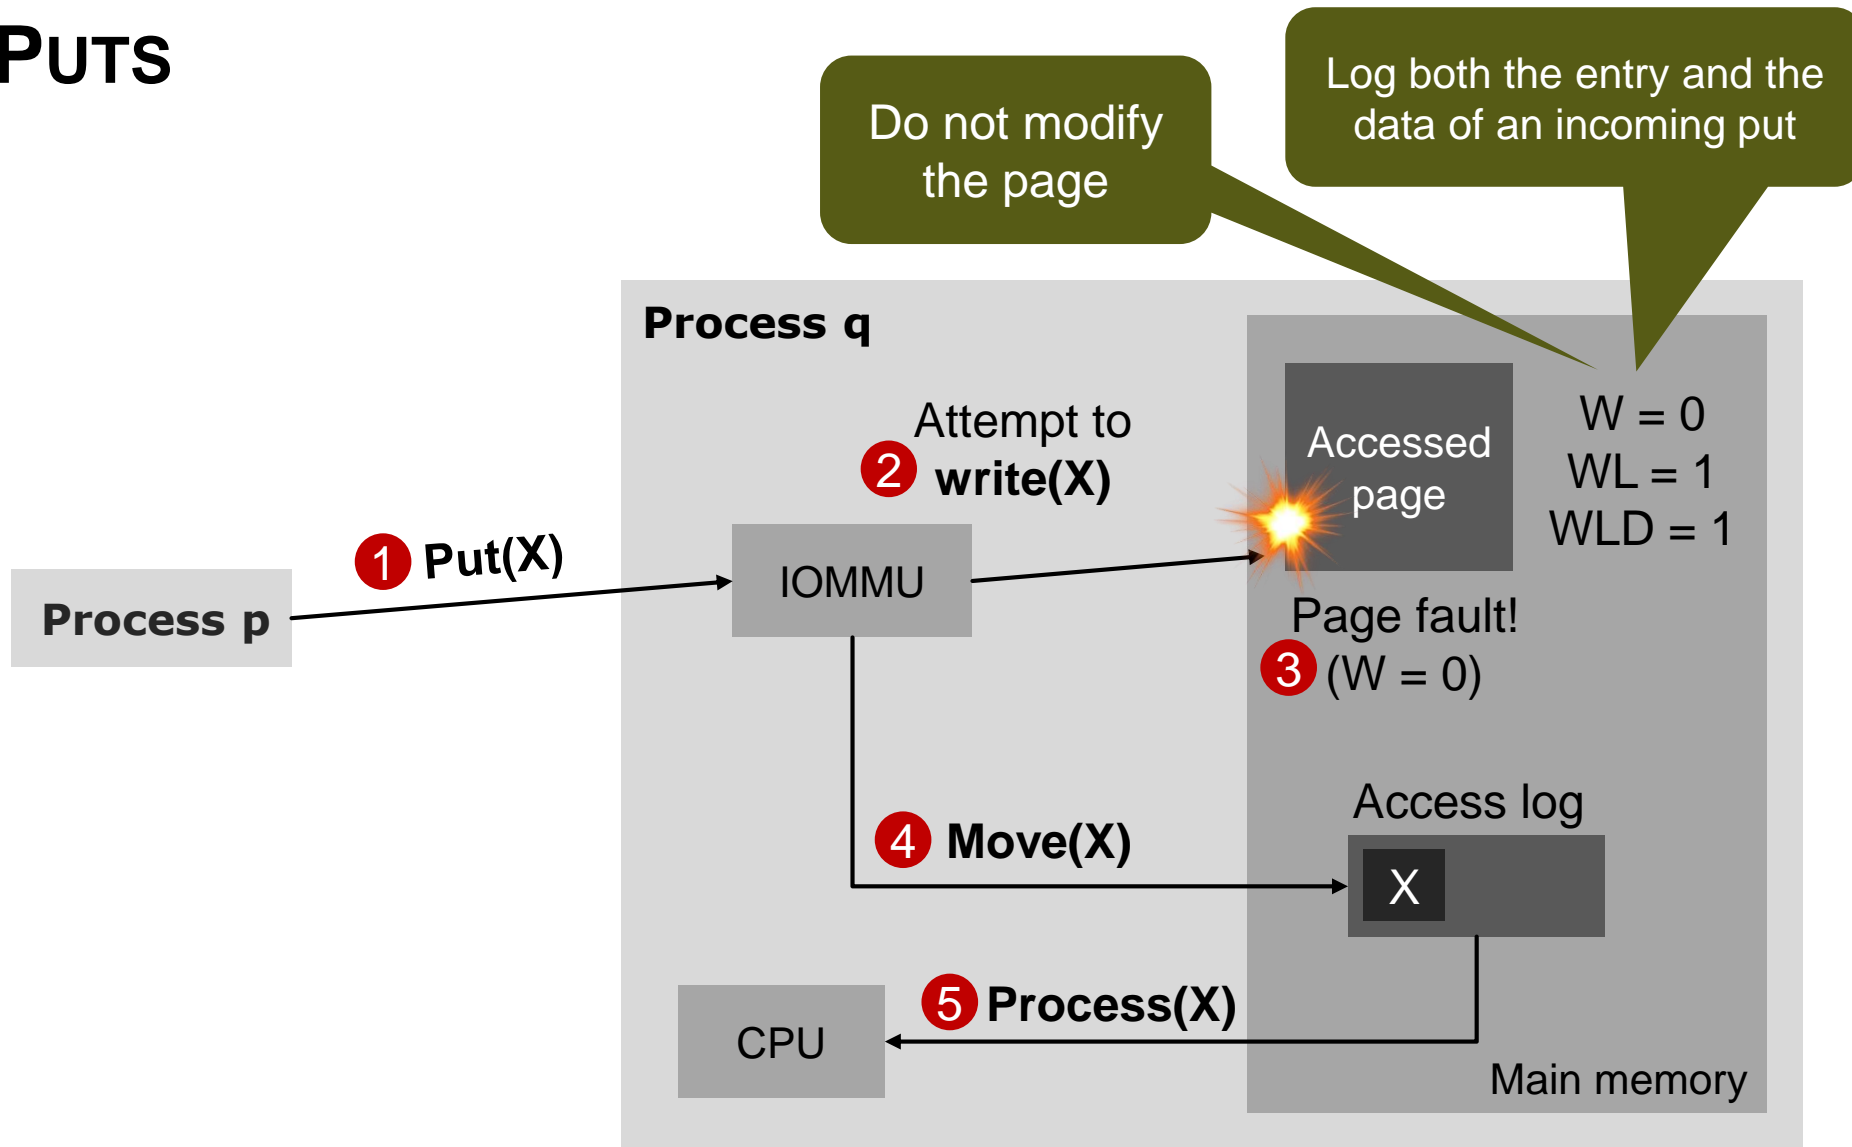 PUTS
Do not modify
the page
Log both the entry and the
data of an incoming put
Process q
Attempt to
2 write(X)
Accessed
page
W = 0
WL = 1
WLD = 1
1 Put(X)
IOMMU
Process p
Page fault!
3 (W = 0)
Access log
4 Move(X)
X
5 Process(X)
CPU
Main memory